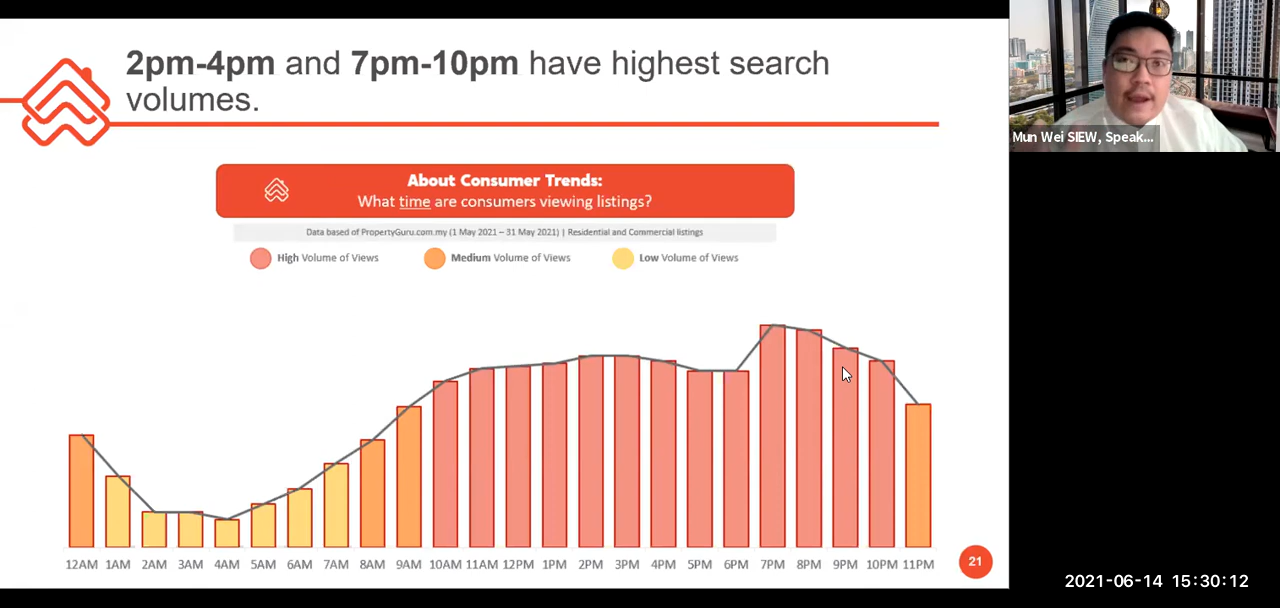 2pm-4pm and 7pm-10pm have highest search
volumes.
Mun Wei SIEW, Speak...
About Consumer Trends:
What time are consumers viewing listings?
Data based of PropertyGuru.com.my (1 May 2021 – 31 May 2021) | Residential and Commercial listings
High Volume of Views Medium Volume of Views Low Volume of Views
12AM 1AM 2AM 3AM 4AM 5AM 6AM 7AM 8AM 9AM 10AM 11AM 12PM 1PM 2PM 3PM 4PM 5PM 6PM 7PM 8PM 9PM 10PM 11PM
21
2021-06-14 15:30:12